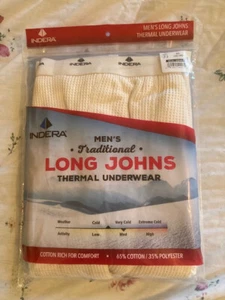 INDERA
MEN'S LONG JOHNS
THERMAL UNDERWEAR
INDERA
MEN'S
Traditional
LONG JOHNS
THERMAL UNDERWEAR
Weather Cold Very Cold Extreme Cold
Activity Low Mod High
COTTON RICH FOR COMFORT • 65% COTTON / 35% POLYESTER